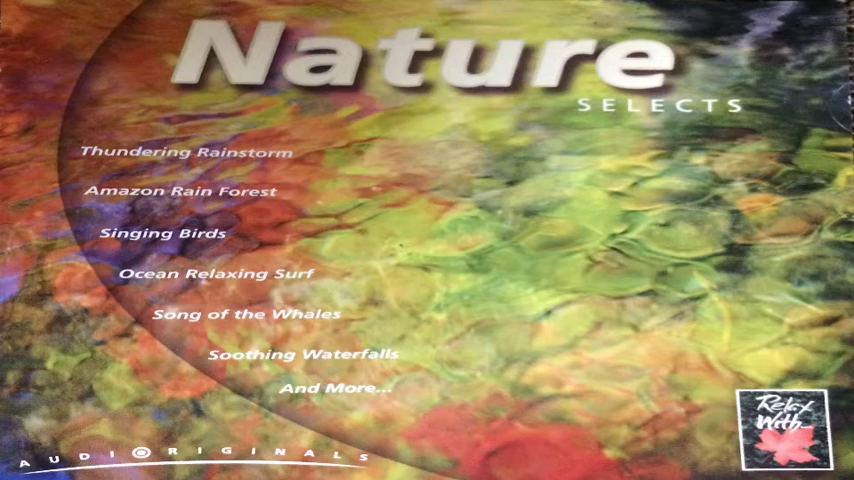 Nature
SELECTS
Thundering Rainstorm
Amazon Rain Forest
Singing Birds
Ocean Relaxing Surf
Song of the Whales
Soothing Waterfalls
And More...
AUDIORIGINALS
Relax
With...